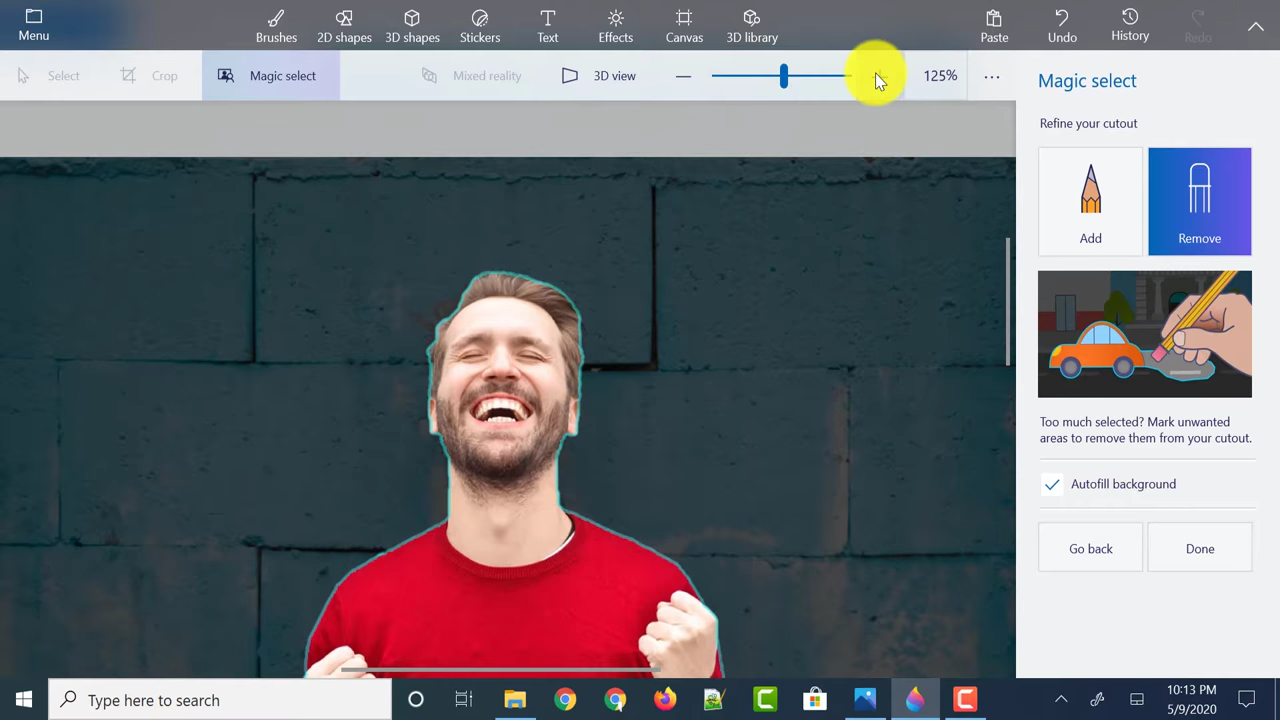 Menu
Brushes
2D shapes
3D shapes
Stickers
Text
Effects
Canvas
3D library
Paste
Undo
History
Redo
Select
Crop
Magic select
Mixed reality
3D view
125%
Magic select
Refine your cutout
Add
Remove
Too much selected? Mark unwanted
areas to remove them from your cutout.
Autofill background
Go back
Done
Type here to search
10:13 PM
5/9/2020